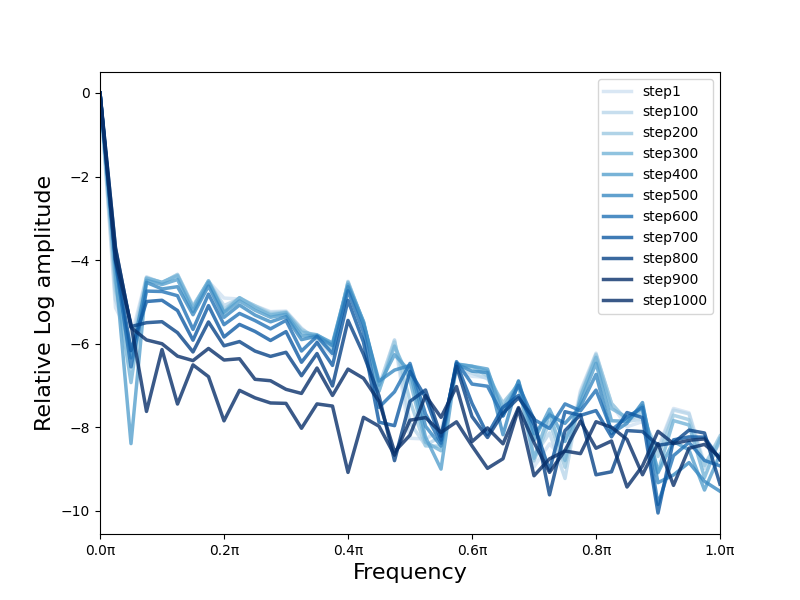 0
−2
−4
−6
−8
−10
Relative Log amplitude
0.0π
0.2π
0.4π
0.6π
0.8π
1.0π
Frequency
step1
step100
step200
step300
step400
step500
step600
step700
step800
step900
step1000